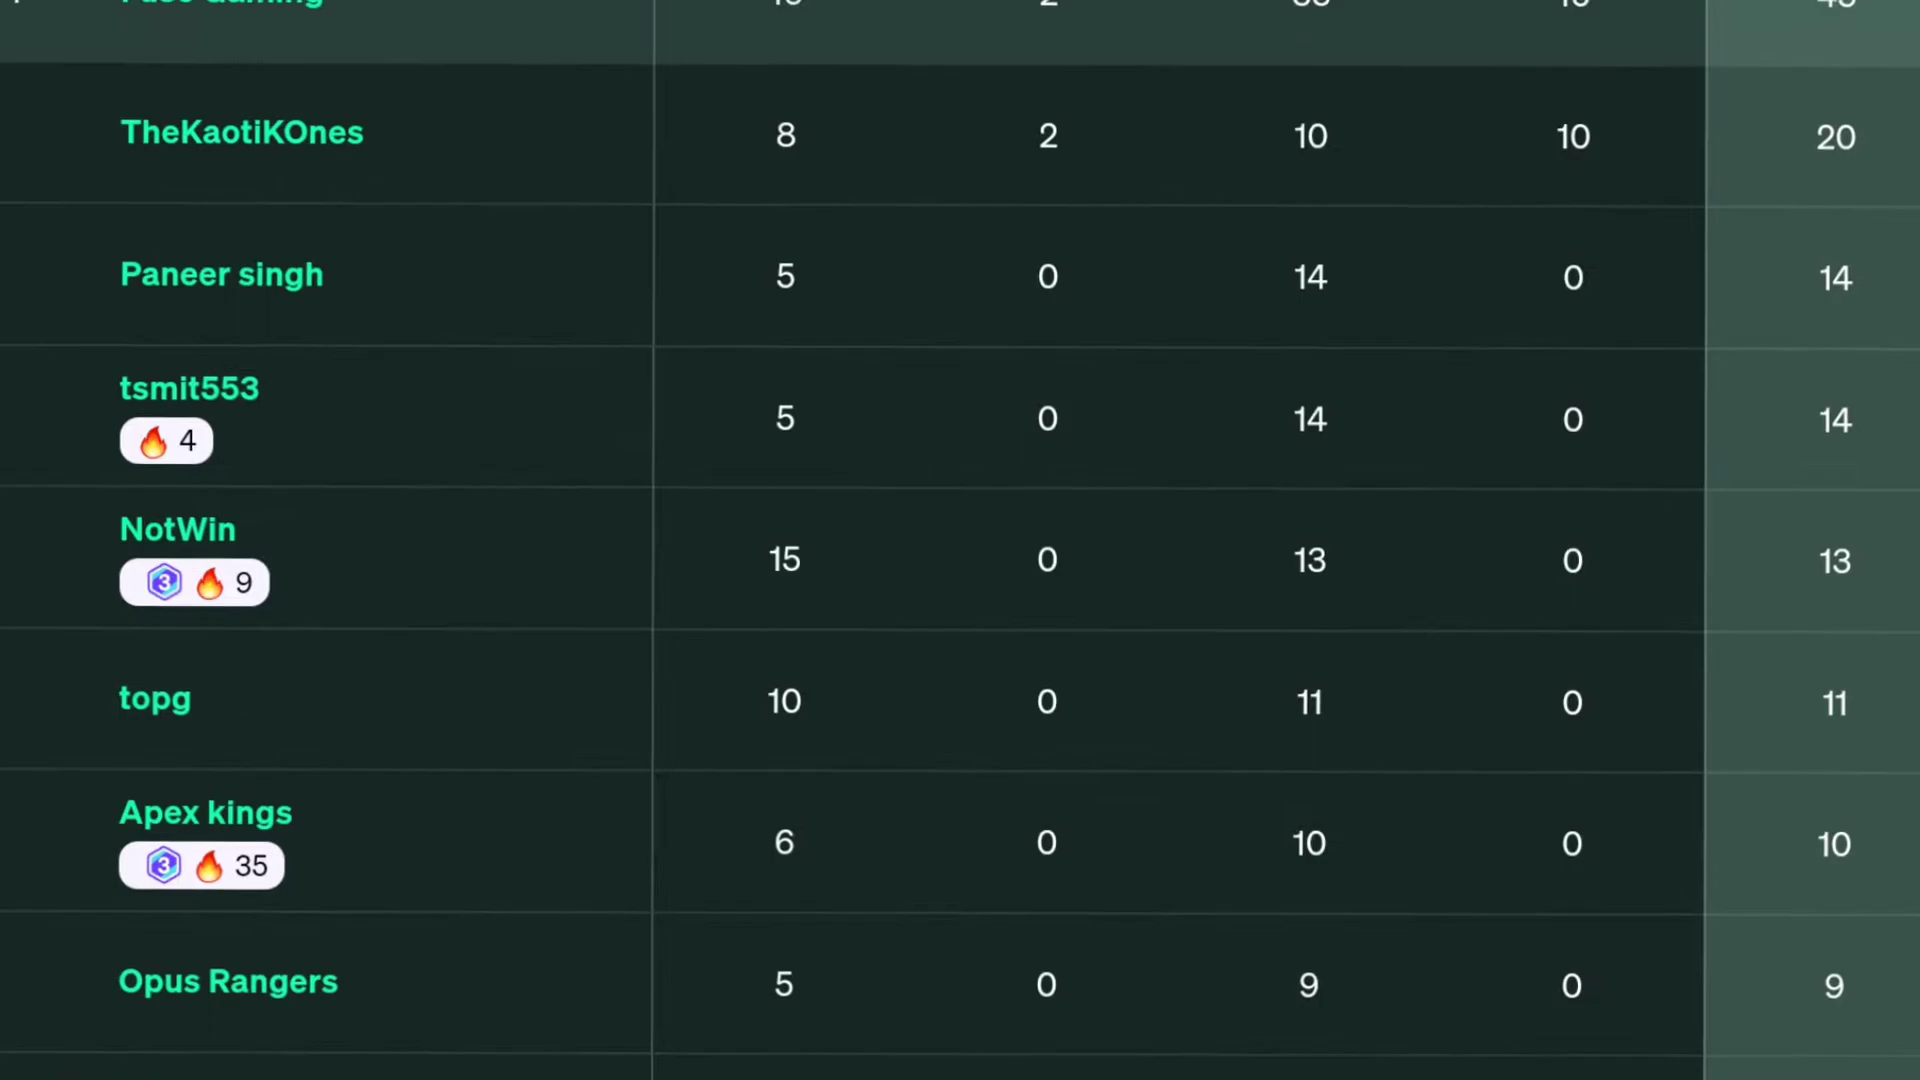 TheKaotiKOnes 8 2 10 10 20
Paneer singh 5 0 14 0 14
tsmit553 5 0 14 0 14
🔥 4
NotWin 15 0 13 0 13
3 🔥 9
topg 10 0 11 0 11
Apex kings 6 0 10 0 10
3 🔥 35
Opus Rangers 5 0 9 0 9